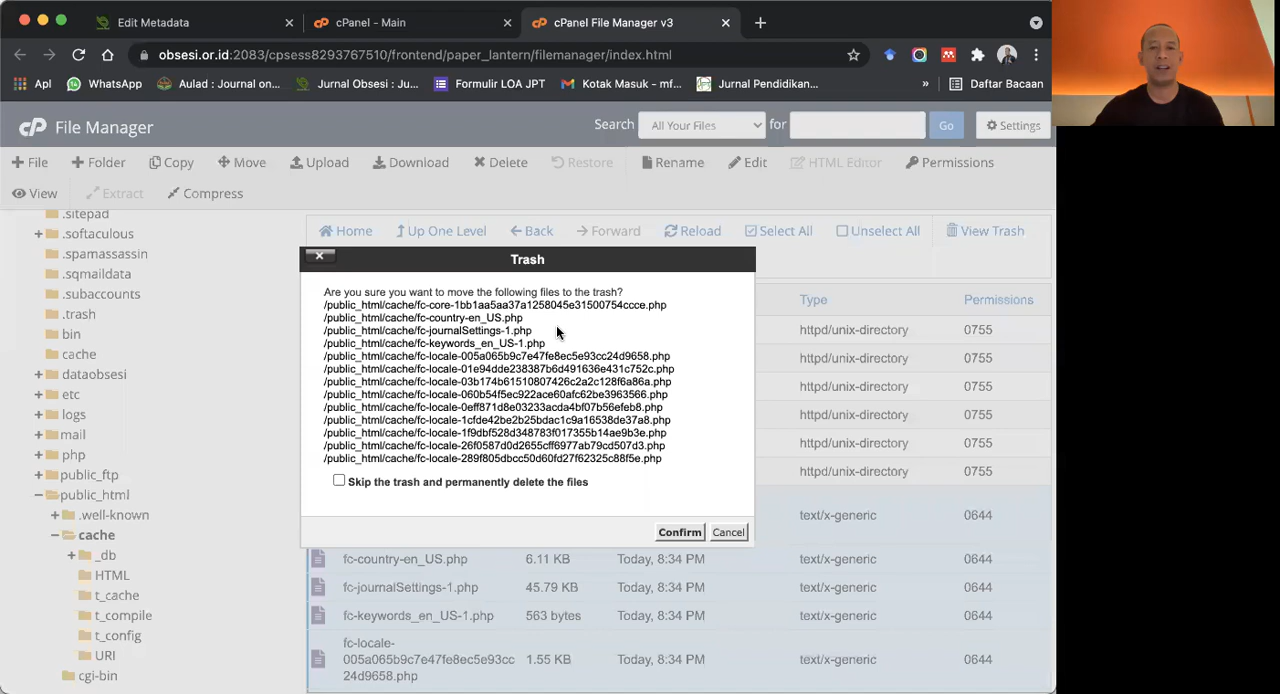 Edit Metadata
cPanel - Main
cPanel File Manager v3
obsesi.or.id:2083/cpsess8293767510/frontend/paper_lantern/filemanager/index.html
Apl
WhatsApp
Aulad : Journal on...
Jurnal Obsesi : Ju...
Formulir LOA JPT
Kotak Masuk - mf...
Jurnal Pendidikan...
»
Daftar Bacaan
cP File Manager
Search
All Your Files
for
Go
Settings
+ File
+ Folder
Copy
Move
Upload
Download
Delete
Restore
Rename
Edit
HTML Editor
Permissions
View
Extract
Compress
.sitepad
.softaculous
.spamassassin
.sqmaildata
.subaccounts
.trash
bin
cache
dataobsesi
etc
logs
mail
php
public_ftp
public_html
.well-known
cache
_db
HTML
t_cache
t_compile
t_config
URI
cgi-bin
Home
Up One Level
Back
Forward
Reload
Select All
Unselect All
View Trash
Trash
Are you sure you want to move the following files to the trash?
/public_html/cache/fc-core-1bb1aa5aa37a1258045e31500754ccce.php
/public_html/cache/fc-country-en_US.php
/public_html/cache/fc-journalSettings-1.php
/public_html/cache/fc-keywords_en_US-1.php
/public_html/cache/fc-locale-005a065b9c7e47fe8ec5e93cc24d9658.php
/public_html/cache/fc-locale-01e94dde238387b6d491636e431c752c.php
/public_html/cache/fc-locale-03b174b61510807426c2a2c128f6a86a.php
/public_html/cache/fc-locale-060b54f5ec922ace60afc62be3963566.php
/public_html/cache/fc-locale-0eff871d8e03233acda4bf07b56efeb8.php
/public_html/cache/fc-locale-1cfde42be2b25bdac1c9a16538de37a8.php
/public_html/cache/fc-locale-1f9dbf528d348783f017355b14ae9b3e.php
/public_html/cache/fc-locale-26f0587d0d2655cff6977ab79cd507d3.php
/public_html/cache/fc-locale-289f805dbcc50d60fd27f62325c88f5e.php
Skip the trash and permanently delete the files
Confirm
Cancel
Type
Permissions
httpd/unix-directory
0755
httpd/unix-directory
0755
httpd/unix-directory
0755
httpd/unix-directory
0755
httpd/unix-directory
0755
httpd/unix-directory
0755
text/x-generic
0644
fc-country-en_US.php
6.11 KB
Today, 8:34 PM
text/x-generic
0644
fc-journalSettings-1.php
45.79 KB
Today, 8:34 PM
text/x-generic
0644
fc-keywords_en_US-1.php
563 bytes
Today, 8:34 PM
text/x-generic
0644
fc-locale-
005a065b9c7e47fe8ec5e93cc
24d9658.php
1.55 KB
Today, 8:34 PM
text/x-generic
0644